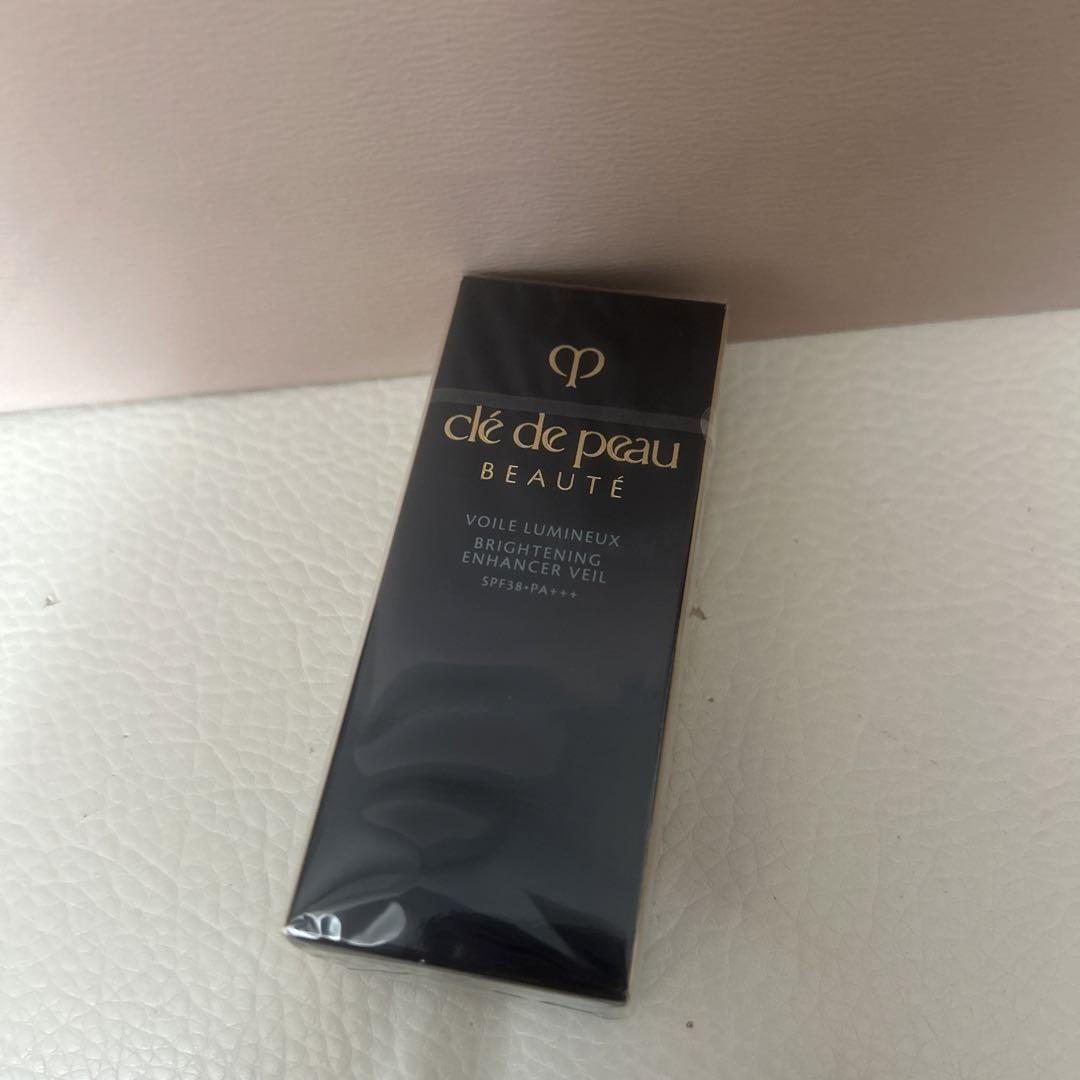 clé de peau
BEAUTÉ
VOILE LUMINEUX
BRIGHTENING
ENHANCER VEIL
SPF38•PA+++